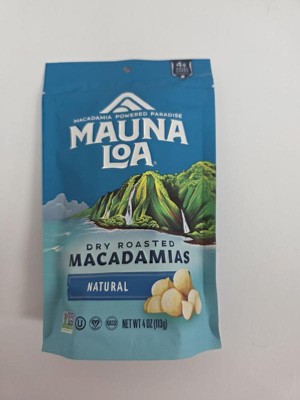 MACADAMIA POWERED PARADISE
MAUNA
LOA®
DRY ROASTED
MACADAMIAS
NATURAL
NET WT 4 OZ (113g)